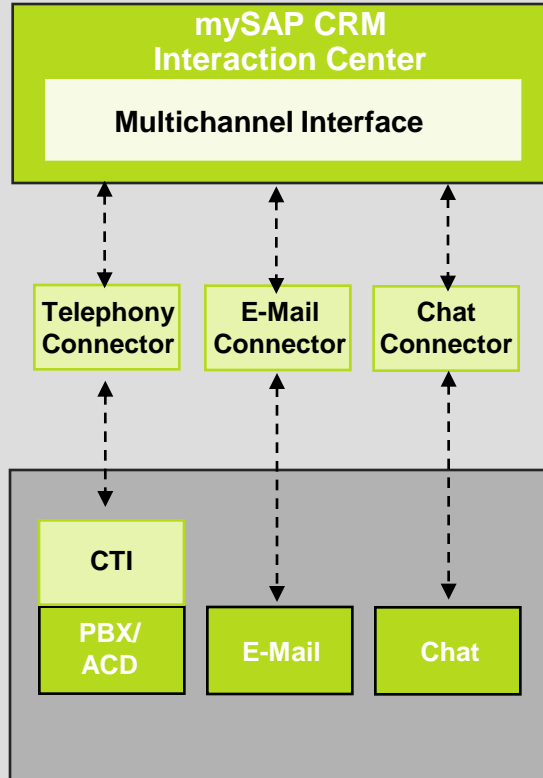 mySAP CRM
Interaction Center
Multichannel Interface
Telephony
Connector
E-Mail
Connector
Chat
Connector
CTI
PBX/
ACD
E-Mail
Chat